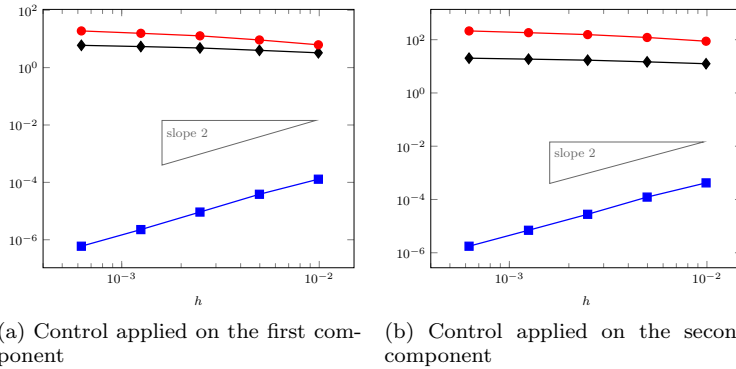 10^2
10^0
10^−2
10^−4
10^−6
slope 2
10^−3
10^−2
h
(a) Control applied on the first com-
ponent
10^2
10^0
10^−2
10^−4
10^−6
slope 2
10^−3
10^−2
h
(b) Control applied on the second
component